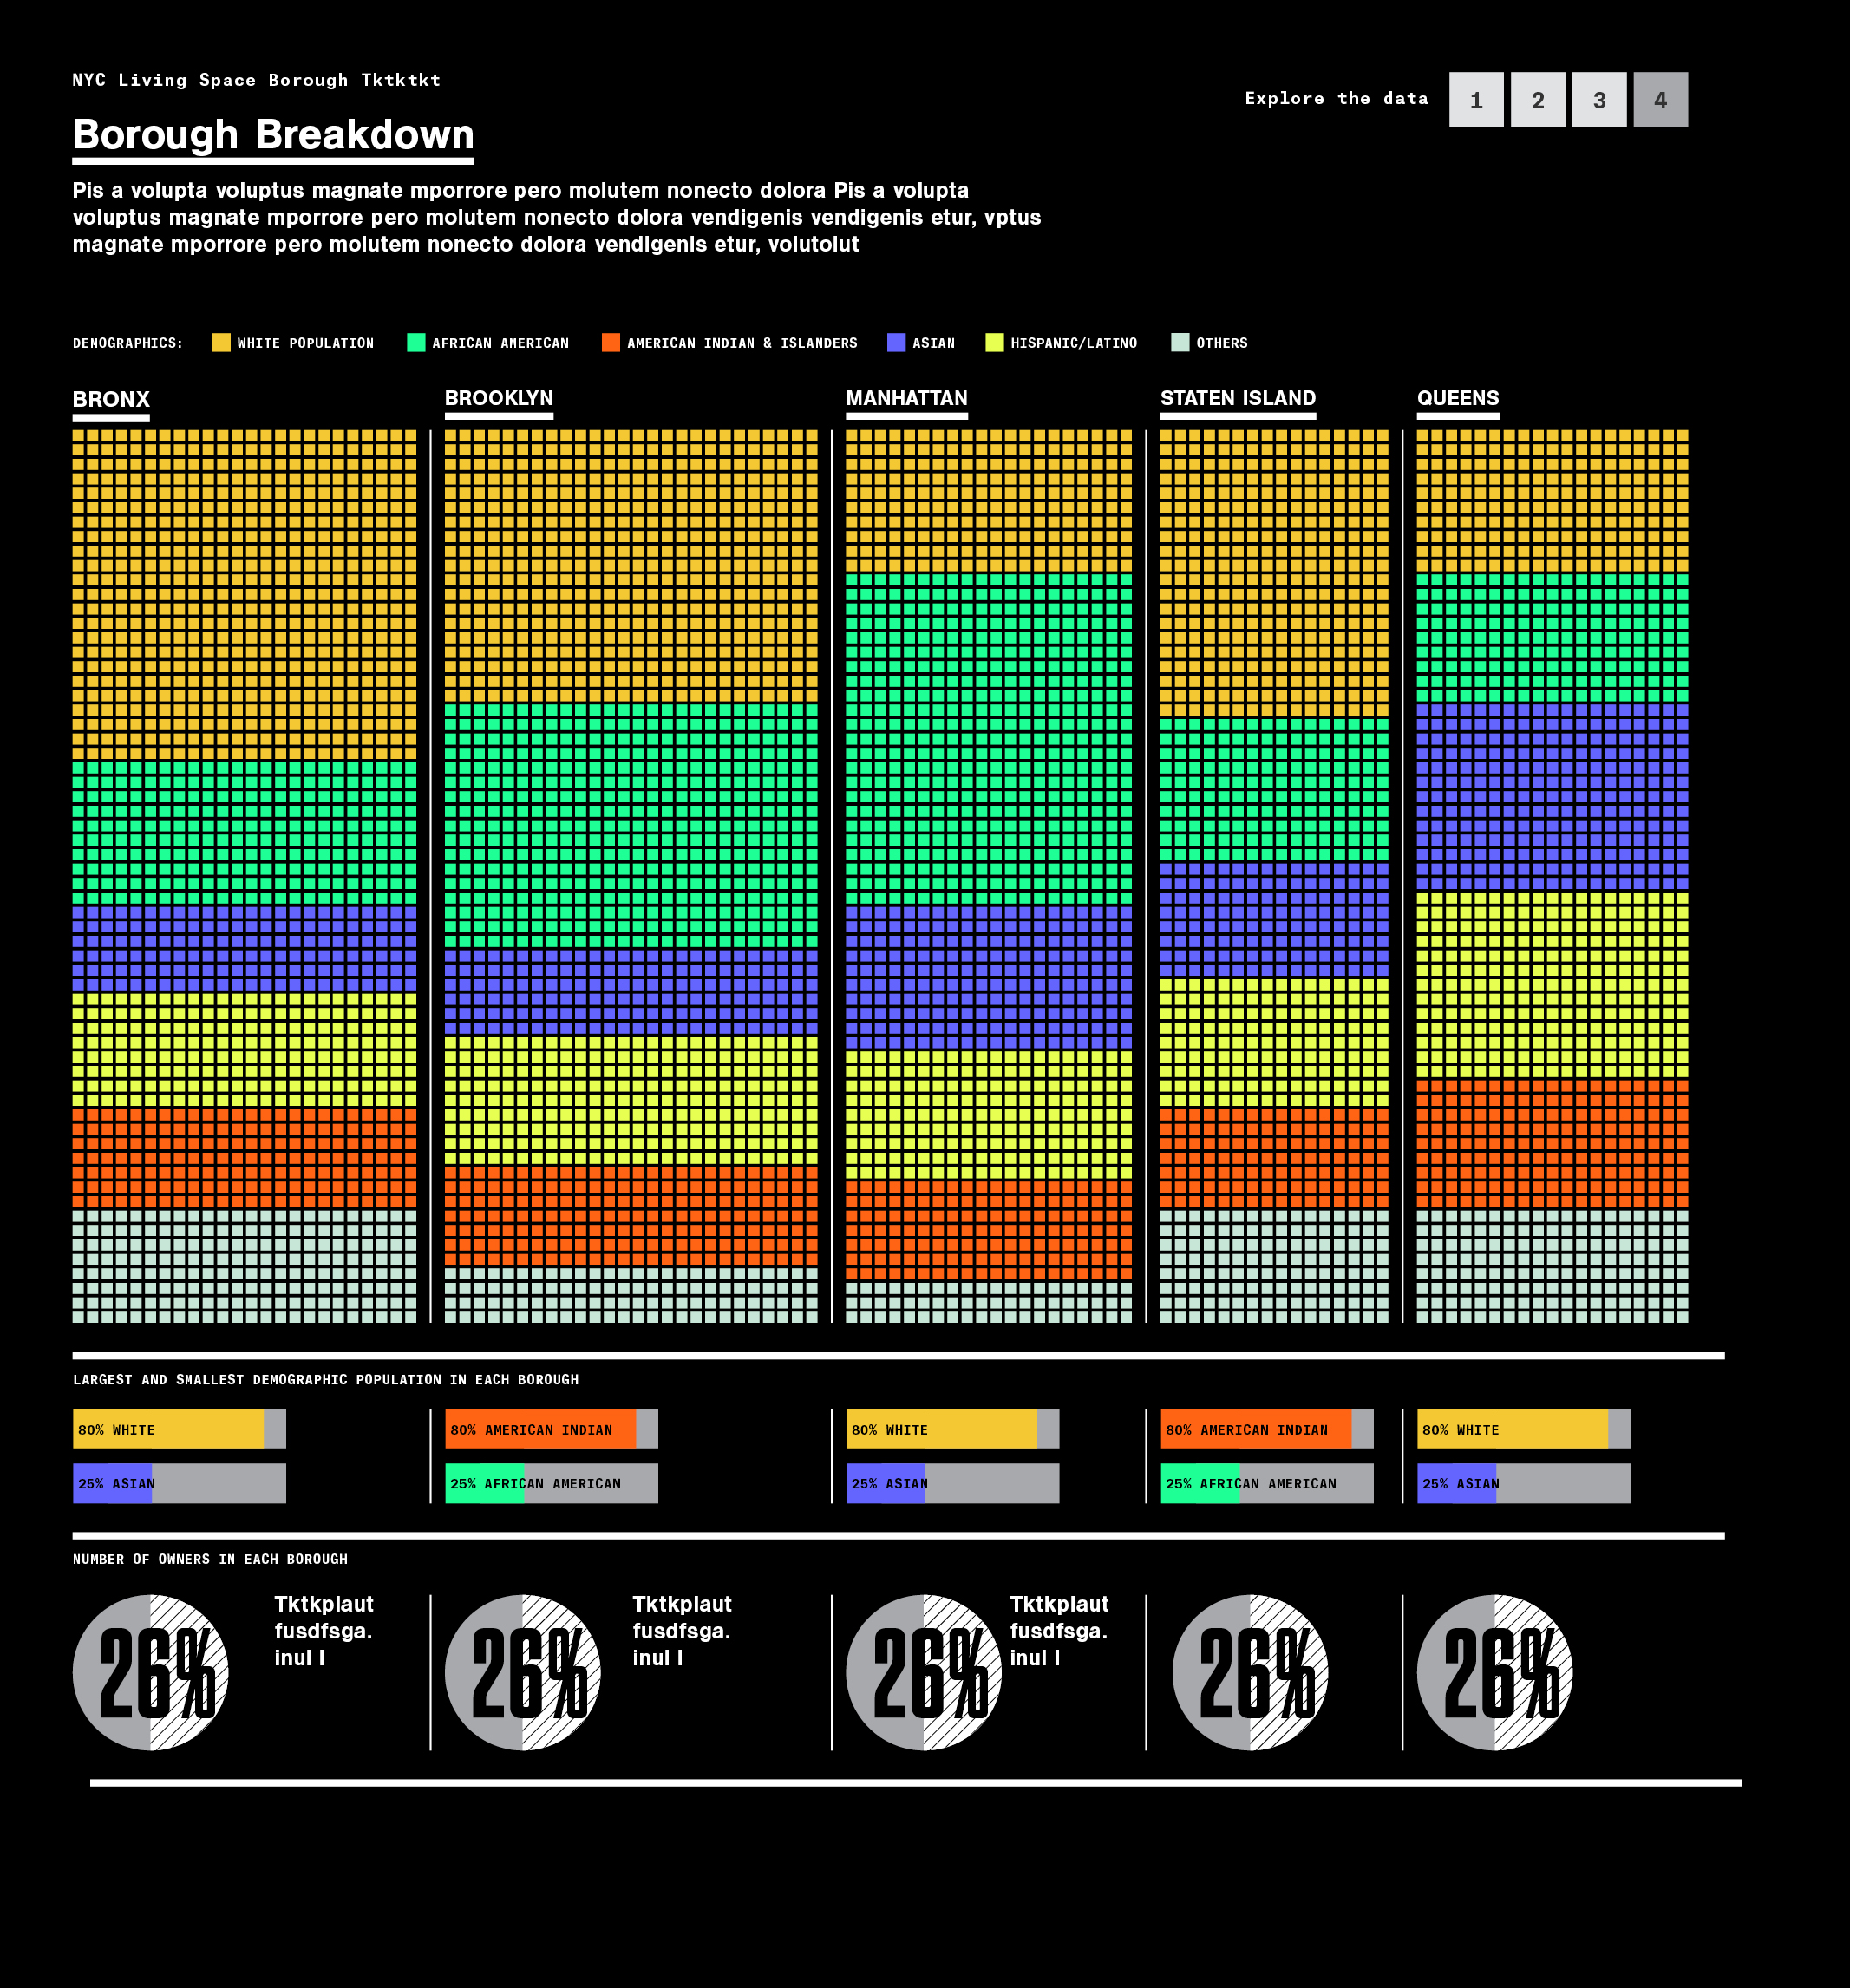 NYC Living Space Borough Tktktkt
Explore the data 1 2 3 4
Borough Breakdown
Pis a volupta voluptus magnate mporrore pero molutem nonecto dolora Pis a volupta
voluptus magnate mporrore pero molutem nonecto dolora vendigenis vendigenis etur, vptus
magnate mporrore pero molutem nonecto dolora vendigenis etur, volutolut
DEMOGRAPHICS: WHITE POPULATION AFRICAN AMERICAN AMERICAN INDIAN & ISLANDERS ASIAN HISPANIC/LATINO OTHERS
BRONX BROOKLYN MANHATTAN STATEN ISLAND QUEENS
LARGEST AND SMALLEST DEMOGRAPHIC POPULATION IN EACH BOROUGH
80% WHITE 80% AMERICAN INDIAN 80% WHITE 80% AMERICAN INDIAN 80% WHITE
25% ASIAN 25% AFRICAN AMERICAN 25% ASIAN 25% AFRICAN AMERICAN 25% ASIAN
NUMBER OF OWNERS IN EACH BOROUGH
26%
Tktkplaut
fusdfsga.
inul l
26%
Tktkplaut
fusdfsga.
inul l
26%
Tktkplaut
fusdfsga.
inul l
26%
26%